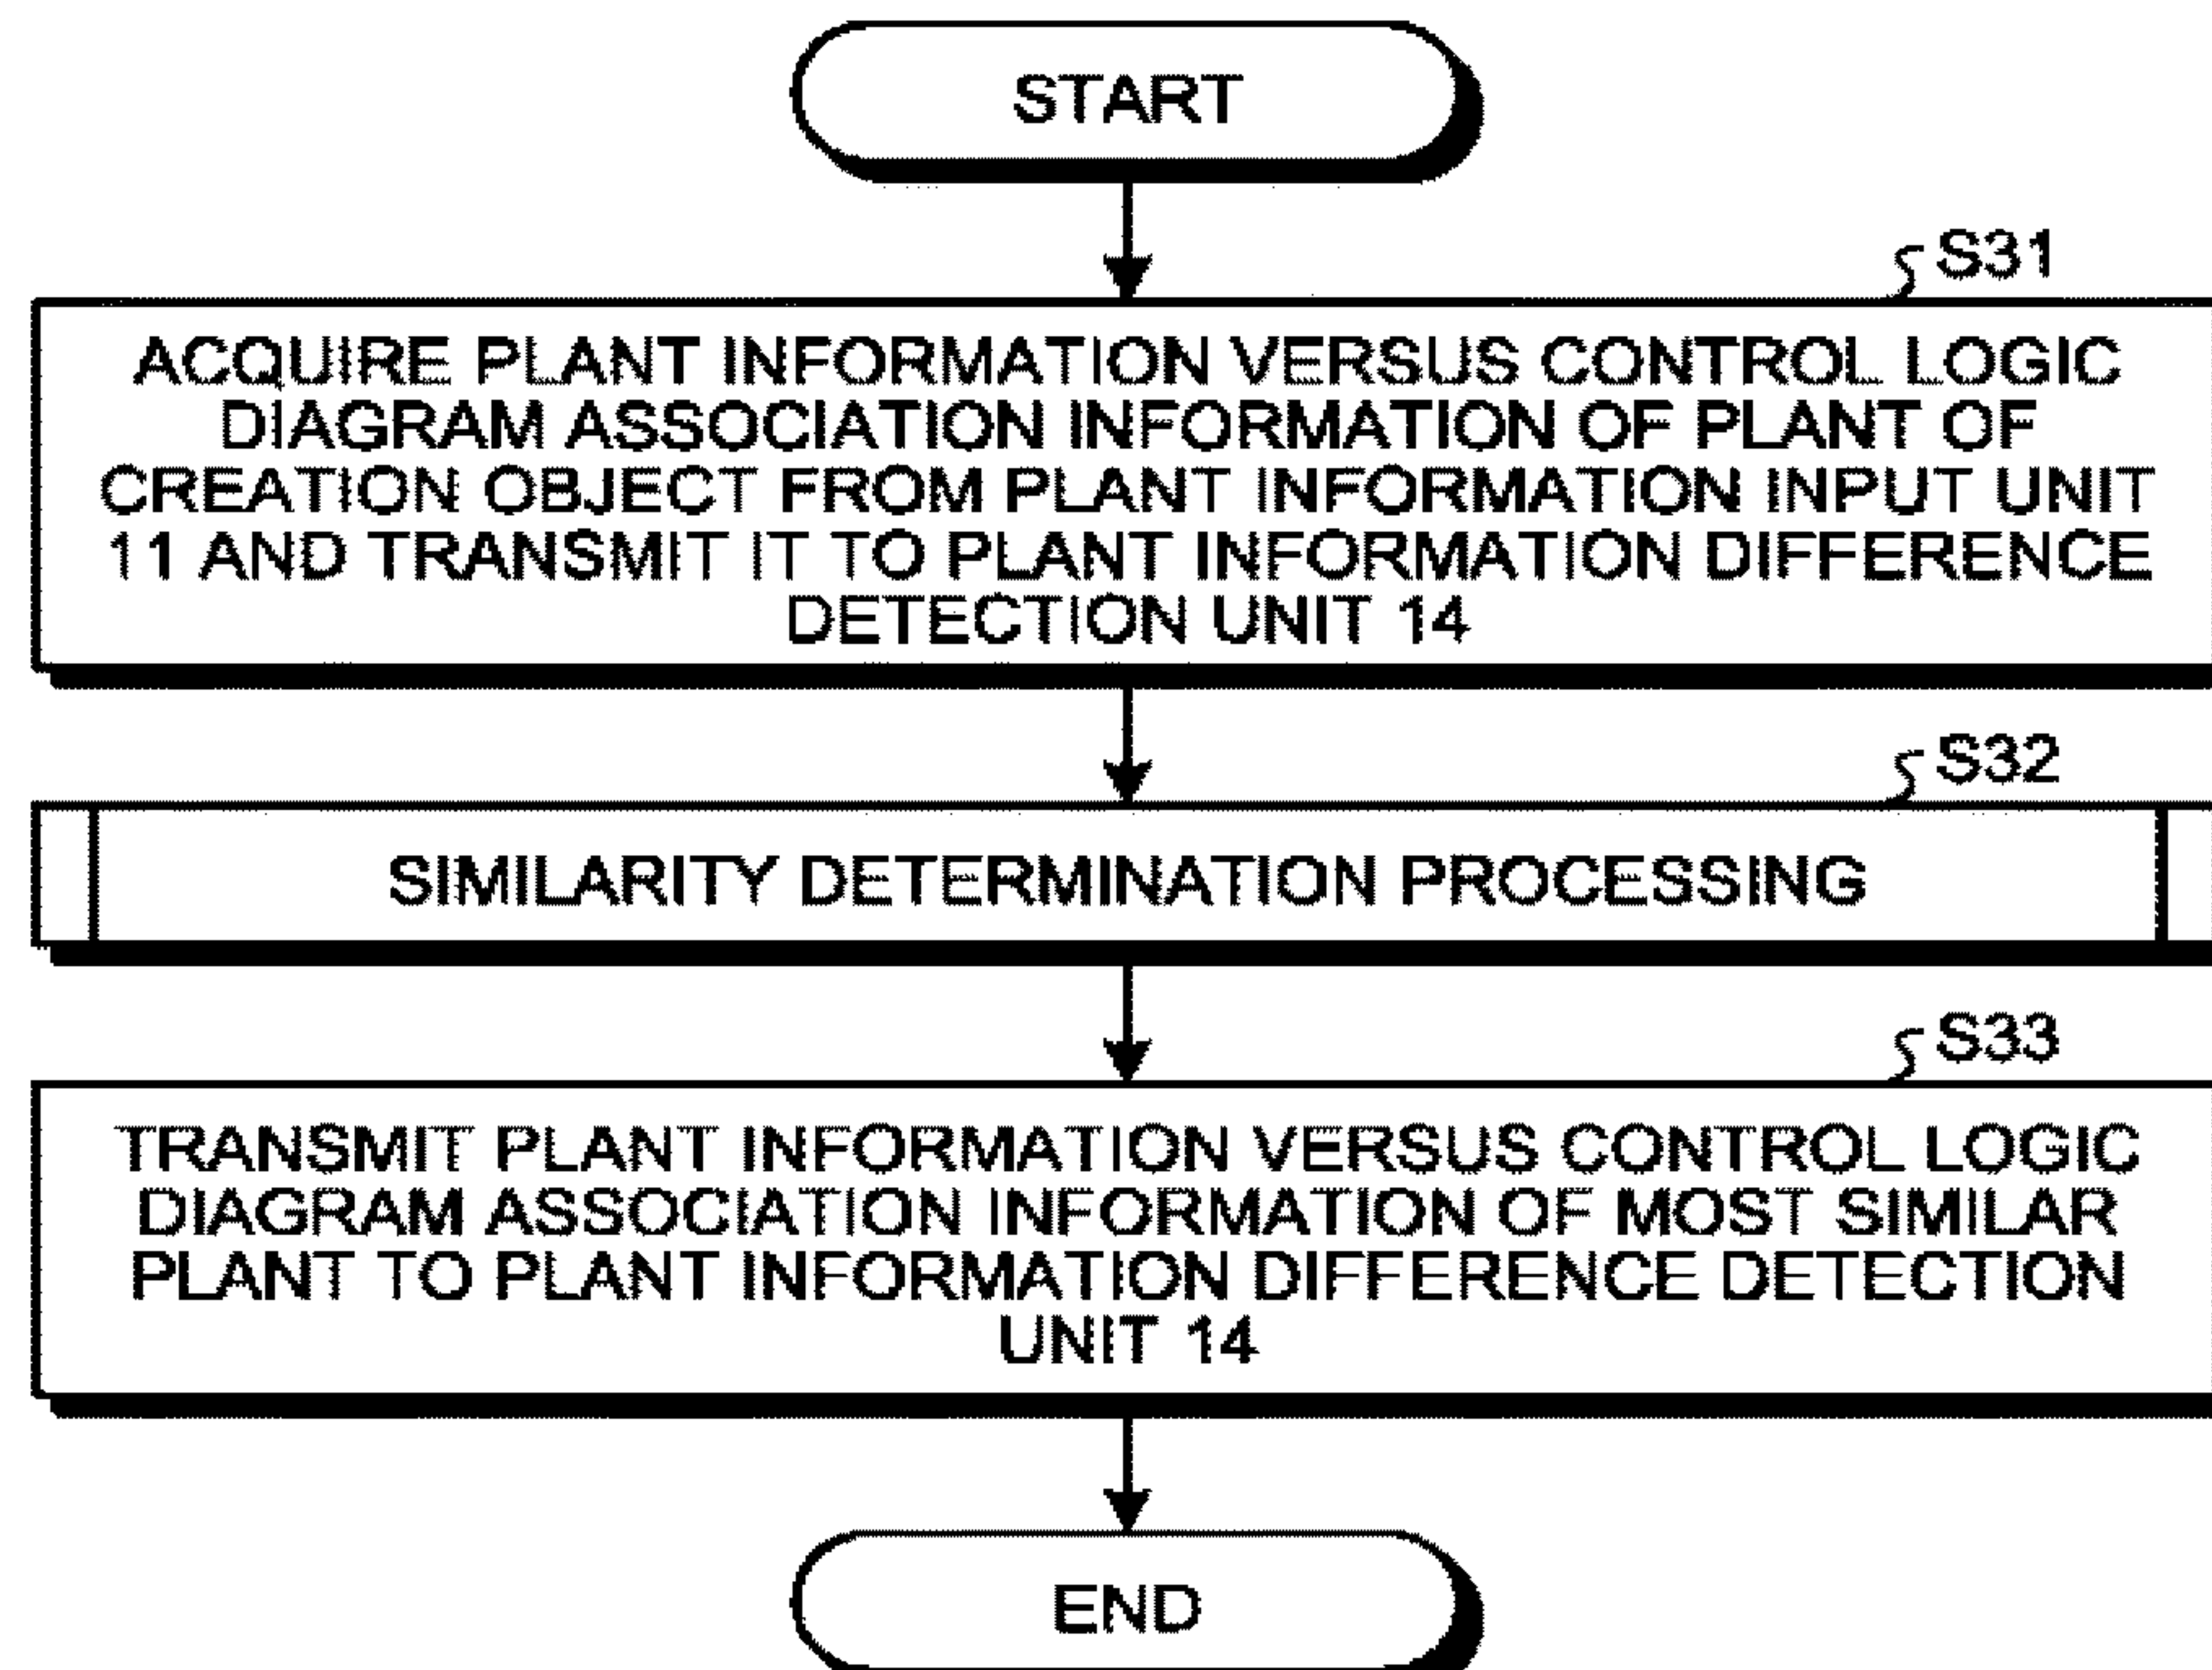 START
S31
ACQUIRE PLANT INFORMATION VERSUS CONTROL LOGIC
DIAGRAM ASSOCIATION INFORMATION OF PLANT OF
CREATION OBJECT FROM PLANT INFORMATION INPUT UNIT
11 AND TRANSMIT IT TO PLANT INFORMATION DIFFERENCE
DETECTION UNIT 14
S32
SIMILARITY DETERMINATION PROCESSING
S33
TRANSMIT PLANT INFORMATION VERSUS CONTROL LOGIC
DIAGRAM ASSOCIATION INFORMATION OF MOST SIMILAR
PLANT TO PLANT INFORMATION DIFFERENCE DETECTION
UNIT 14
END